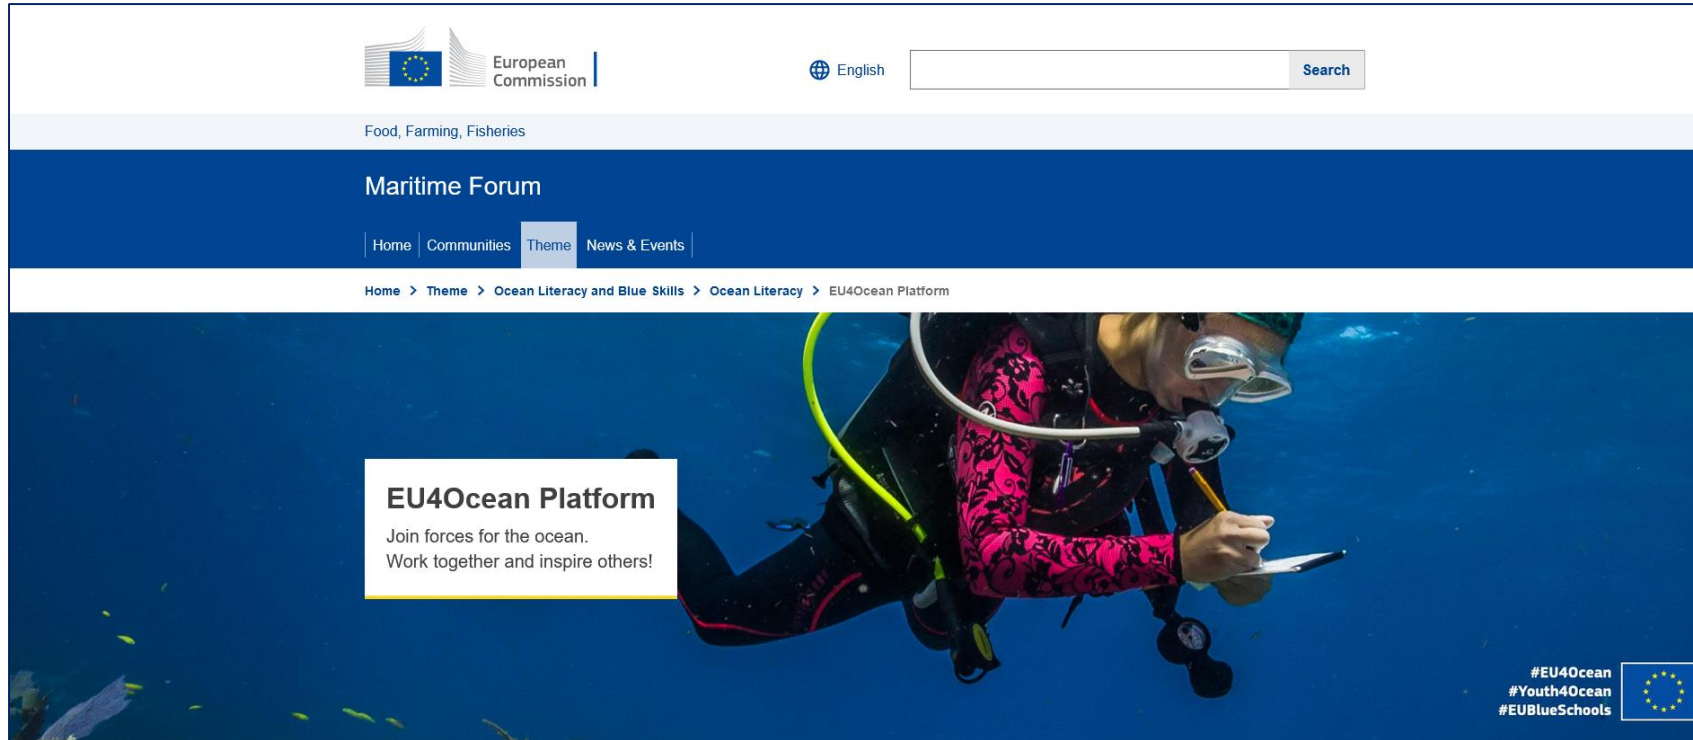 European
Commission
English
Search
Food, Farming, Fisheries
Maritime Forum
Home Communities Theme News & Events
Home > Theme > Ocean Literacy and Blue Skills > Ocean Literacy > EU4Ocean Platform
EU4Ocean Platform
Join forces for the ocean.
Work together and inspire others!
#EU4Ocean
#Youth4Ocean
#EUBlueSchools